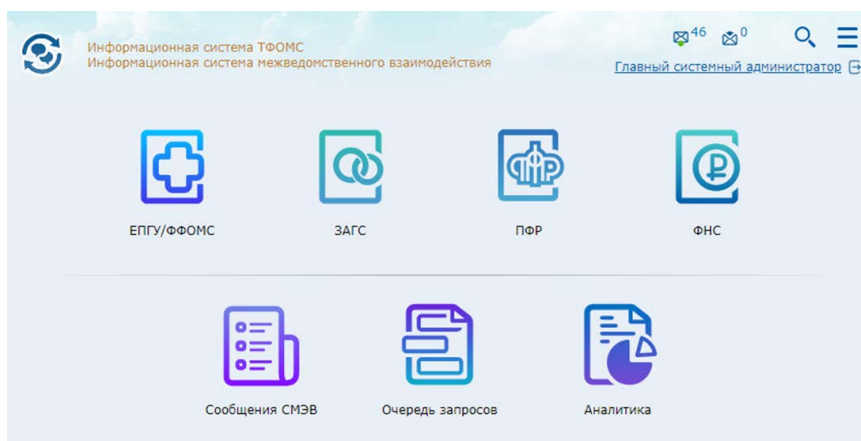 Информационная система ТФОМС
Информационная система межведомственного взаимодействия
46 0
Главный системный администратор
ПФР
ЕПГУ/ФФОМС ЗАГС ПФР ФНС
Сообщения СМЭВ Очередь запросов Аналитика